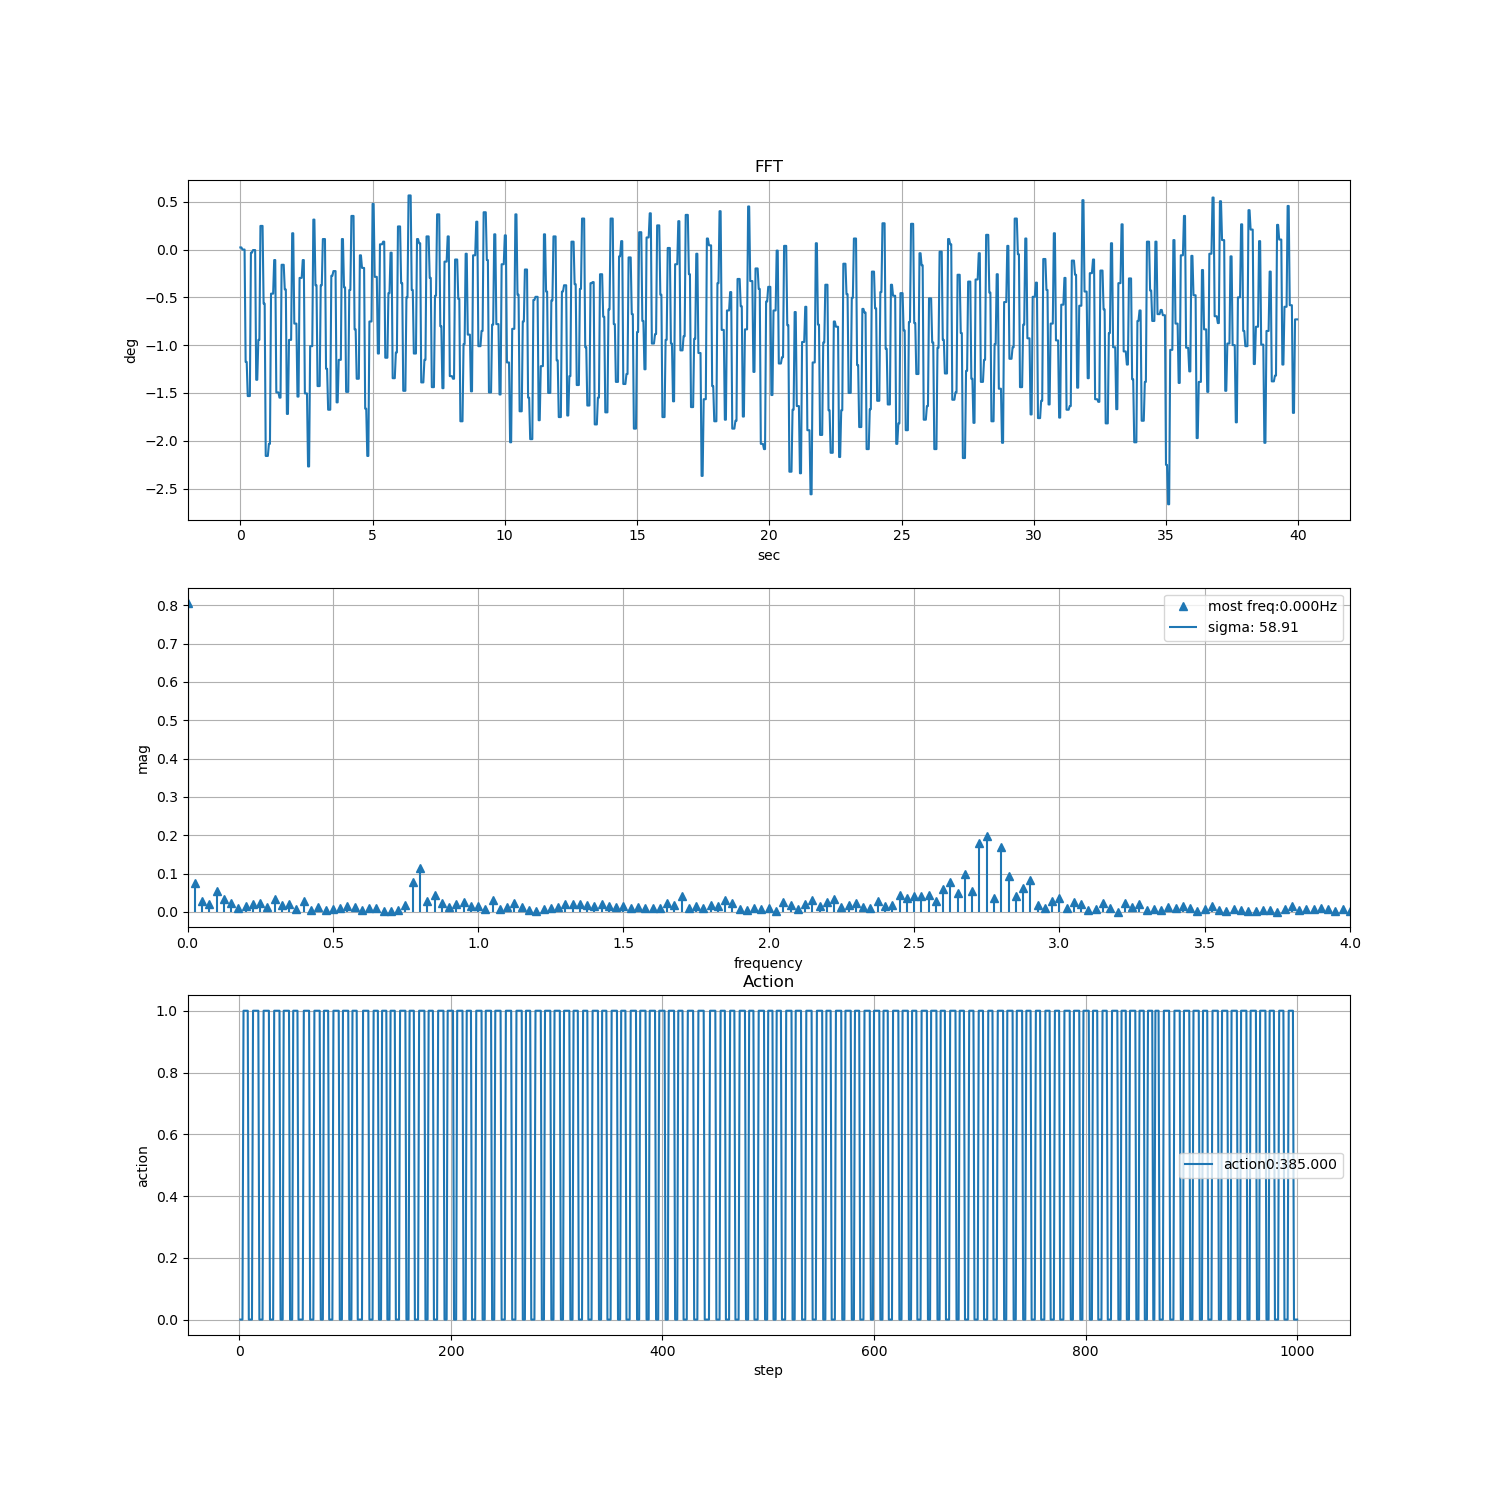 FFT
0.5
0.0
−0.5
−1.0
−1.5
−2.0
−2.5
deg
0 5 10 15 20 25 30 35 40
sec
0.8
0.7
0.6
0.5
0.4
0.3
0.2
0.1
0.0
mag
most freq:0.000Hz
sigma: 58.91
0.0 0.5 1.0 1.5 2.0 2.5 3.0 3.5 4.0
frequency
Action
1.0
0.8
0.6
0.4
0.2
0.0
action
action0:385.000
0 200 400 600 800 1000
step